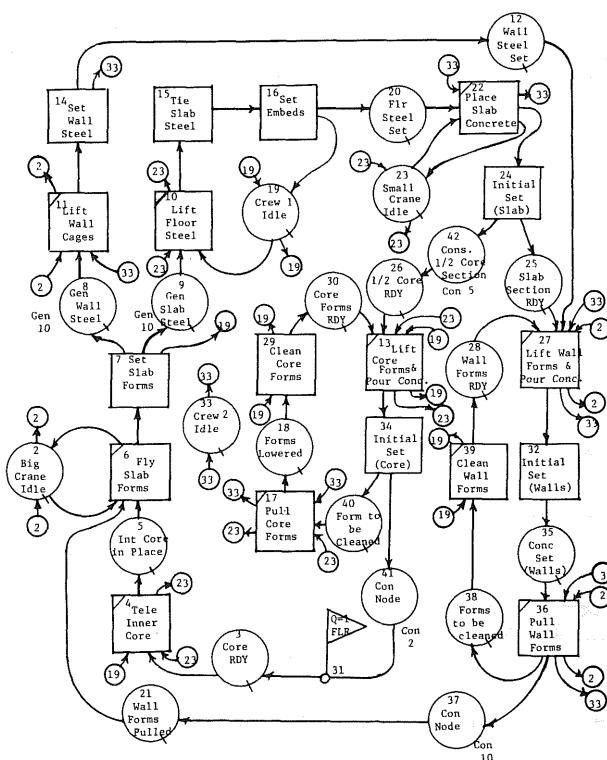 12
Wall
Steel
Set
33
14 Set
Wall
Steel
15 Tie
Slab
Steel
16 Set
Embeds
20
Flr
Steel
Set
33
22
Place
Slab
Concrete
33
2
11
Lift
Wall
Cages
2
33
23
10
Lift
Floor
Steel
23
19
19
Crew 1
Idle
19
23
23
Small
Crane
Idle
23
24
Initial
Set
(Slab)
8
Gen
Wall
Steel
Gen
10
9
Gen
Slab
Steel
Gen
10
19
30
Core
Forms
RDY
26
1/2 Core
RDY
42
Cons.
1/2 Core
Section
Con 5
25
Slab
Section
RDY
7 Set
Slab
Forms
19
29
Clean
Core
Forms
19
33
33
Crew 2
Idle
33
23
19
13 Lift
Core
Forms&
Pour Conc.
19
23
28
Wall
Forms
RDY
2
33
27
Lift Wall
Forms &
Pour Conc.
2
33
2
2
Big
Crane
Idle
2
6
Fly
Slab
Forms
18
Forms
Lowered
34
Initial
Set
(Core)
19
39
Clean
Wall
Forms
19
32
Initial
Set
(Walls)
33
17
Pull
Core
Forms
33
23
23
40
Form to
be
Cleaned
5
Int Core
in Place
35
Conc
Set
(Walls)
4
Tele
Inner
Core
23
19
23
3
Core
RDY
Q=1
FLR
31
41
Con
Node
Con
2
38
Forms
to be
cleaned
3
2
36
Pull
Wall
Forms
2
33
21
Wall
Forms
Pulled
37
Con
Node
Con
10